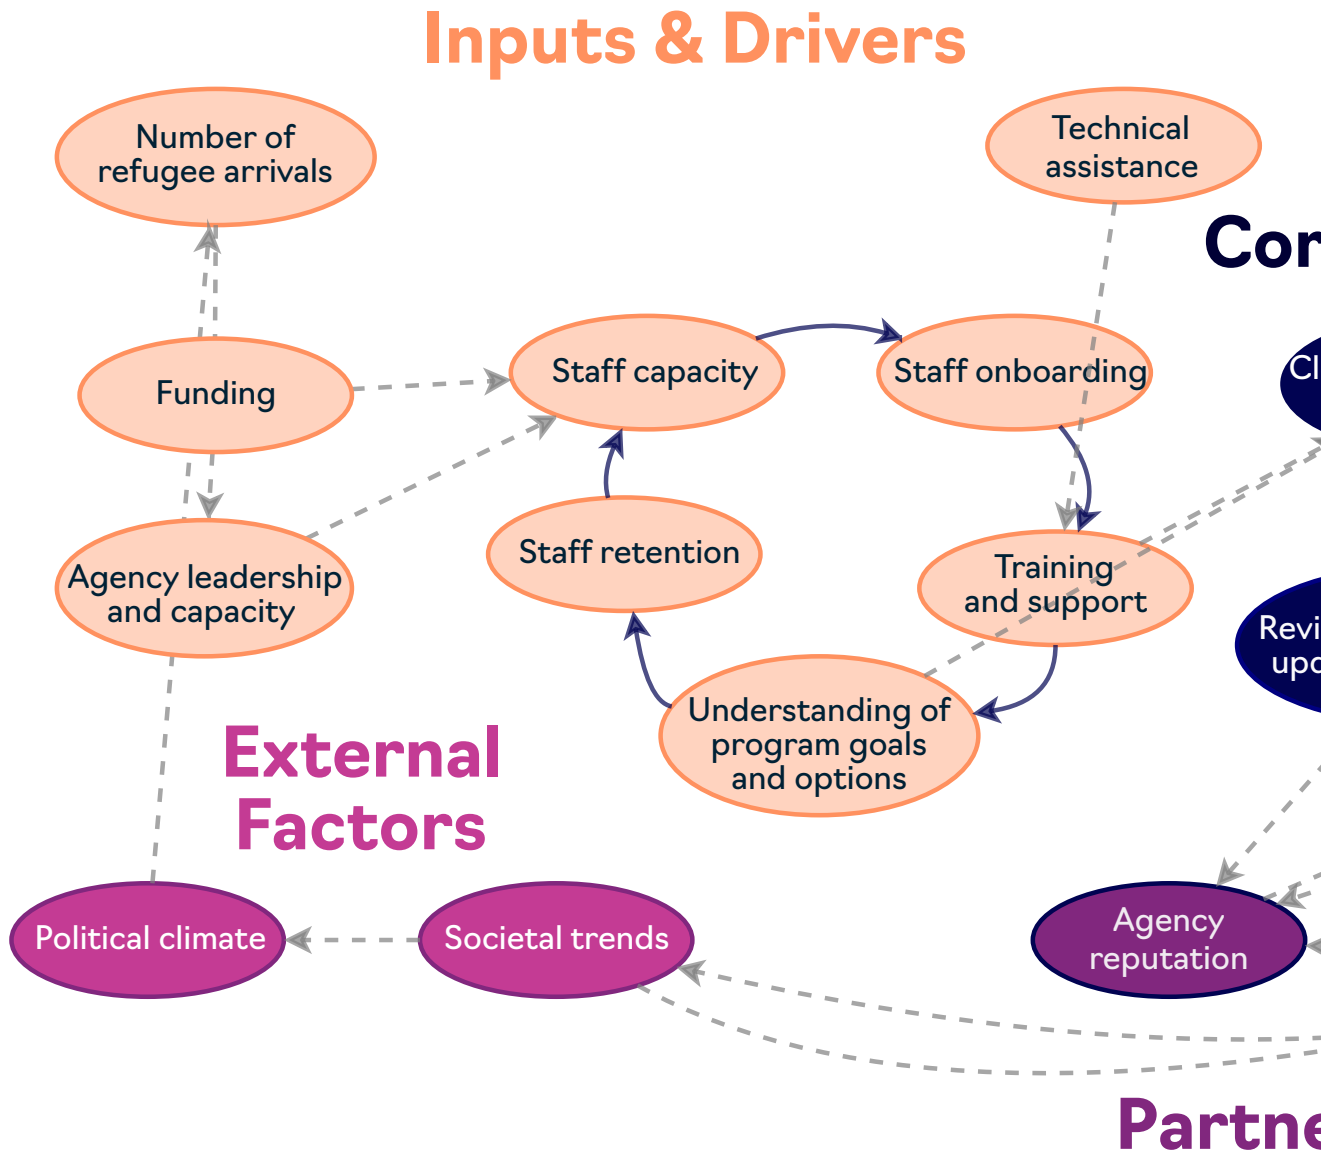 Inputs & Drivers
Number of
refugee arrivals
Technical
assistance
Funding
Staff capacity
Staff onboarding
Agency leadership
and capacity
Staff retention
Training
and support
Understanding of
program goals
and options
External
Factors
Political climate
Societal trends
Agency
reputation